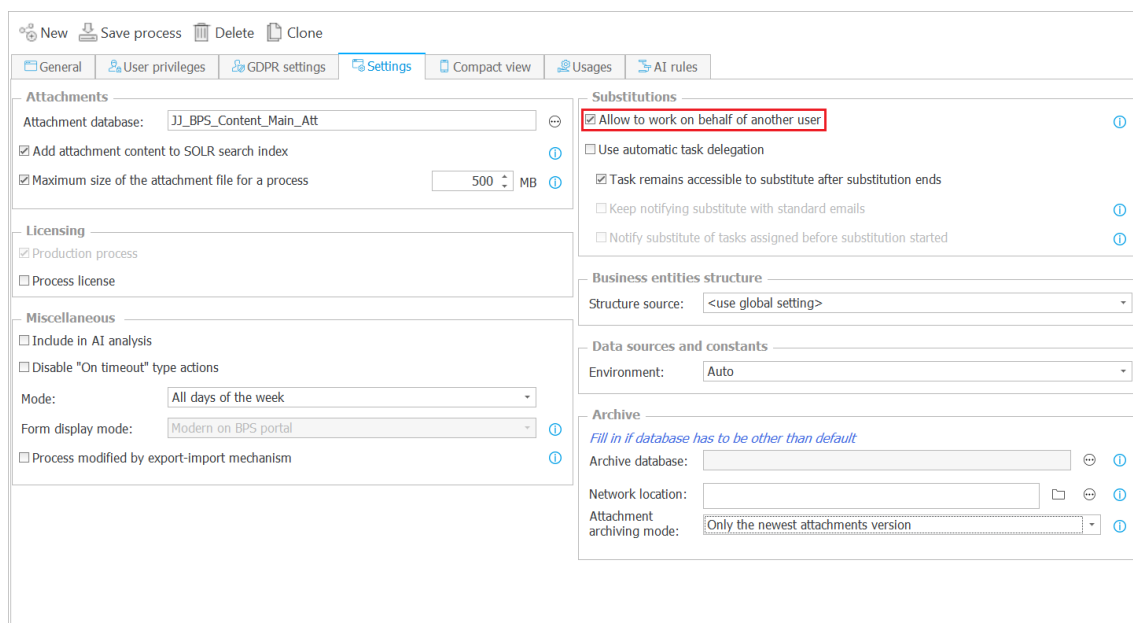 New Save process Delete Clone
General User privileges GDPR settings Settings Compact view Usages AI rules
Attachments
Attachment database: JJ_BPS_Content_Main_Att
Add attachment content to SOLR search index
Maximum size of the attachment file for a process 500 MB
Licensing
Production process
Process license
Miscellaneous
Include in AI analysis
Disable "On timeout" type actions
Mode: All days of the week
Form display mode: Modern on BPS portal
Process modified by export-import mechanism
Substitutions
Allow to work on behalf of another user
Use automatic task delegation
Task remains accessible to substitute after substitution ends
Keep notifying substitute with standard emails
Notify substitute of tasks assigned before substitution started
Business entities structure
Structure source: <use global setting>
Data sources and constants
Environment: Auto
Archive
Fill in if database has to be other than default
Archive database:
Network location:
Attachment
archiving mode: Only the newest attachments version